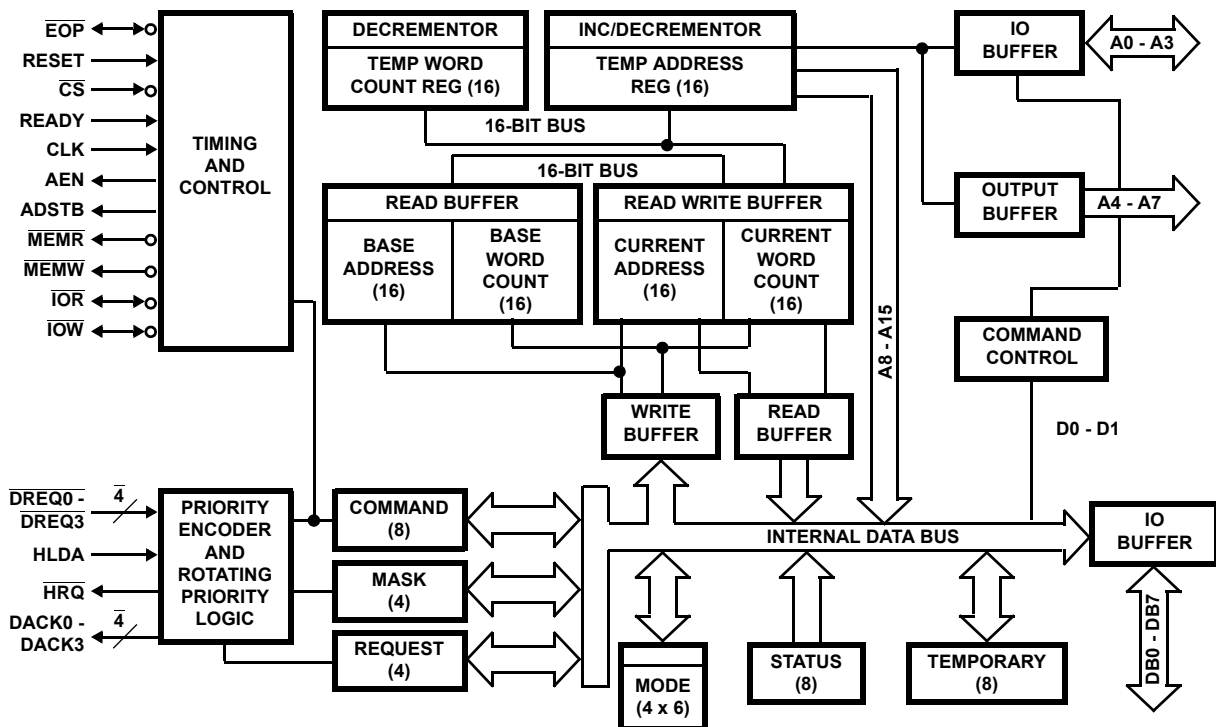 EOP
RESET
CS
READY
CLK
AEN
ADSTB
MEMR
MEMW
IOR
IOW
TIMING
AND
CONTROL
DECREMENTOR
TEMP WORD
COUNT REG (16)
INC/DECREMENTOR
TEMP ADDRESS
REG (16)
IO
BUFFER
A0 - A3
16-BIT BUS
16-BIT BUS
READ BUFFER
BASE
ADDRESS
(16)
BASE
WORD
COUNT
(16)
READ WRITE BUFFER
CURRENT
ADDRESS
(16)
CURRENT
WORD
COUNT
(16)
OUTPUT
BUFFER
A4 - A7
A8 - A15
COMMAND
CONTROL
WRITE
BUFFER
READ
BUFFER
D0 - D1
DREQ0 -
DREQ3
4
HLDA
HRQ
DACK0 -
DACK3
4
PRIORITY
ENCODER
AND
ROTATING
PRIORITY
LOGIC
COMMAND
(8)
MASK
(4)
REQUEST
(4)
INTERNAL DATA BUS
IO
BUFFER
MODE
(4 x 6)
STATUS
(8)
TEMPORARY
(8)
DB0 - DB7